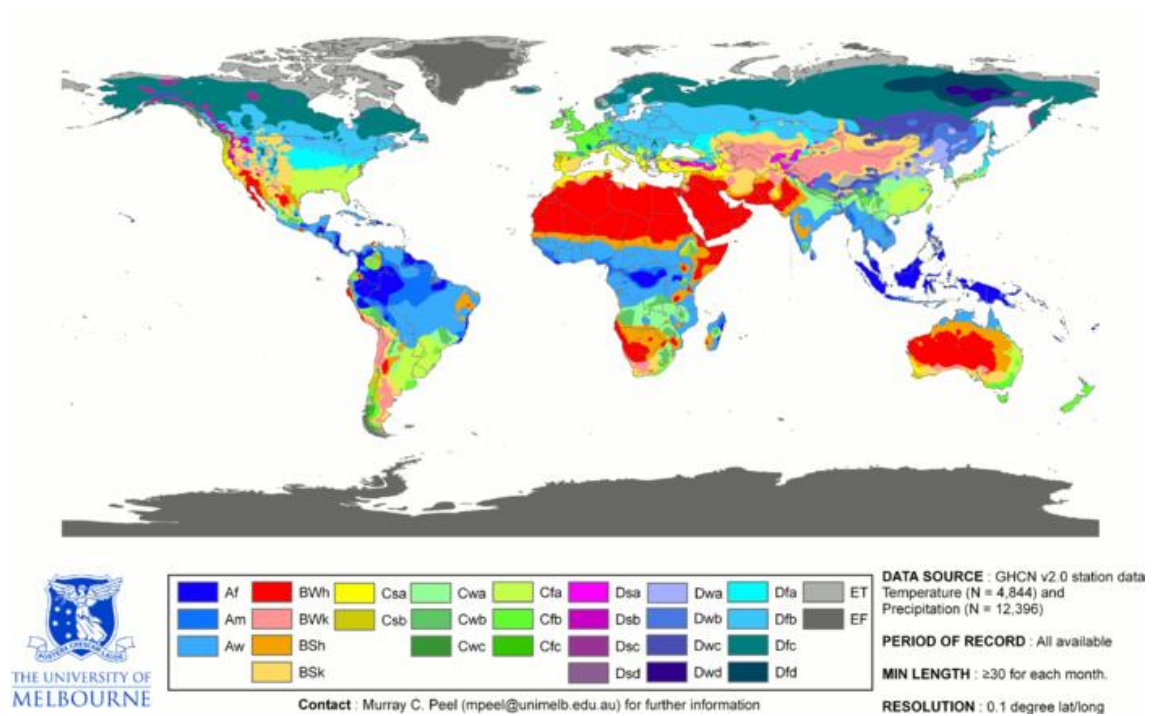 A
Af BWh Csa Cwa Cfa Dsa Dwa Dfa ET
Am BWk Csb Cwb Cfb Dsb Dwb Dfb EF
Aw BSh Cwc Cfc Dsc Dwc Dfc
BSk Dsd Dwd Dfd
THE UNIVERSITY OF
MELBOURNE
Contact : Murray C. Peel (mpeel@unimelb.edu.au) for further information
DATA SOURCE : GHCN v2.0 station data
Temperature (N = 4,844) and
Precipitation (N = 12,396)
PERIOD OF RECORD : All available
MIN LENGTH : ≥30 for each month.
RESOLUTION : 0.1 degree lat/long